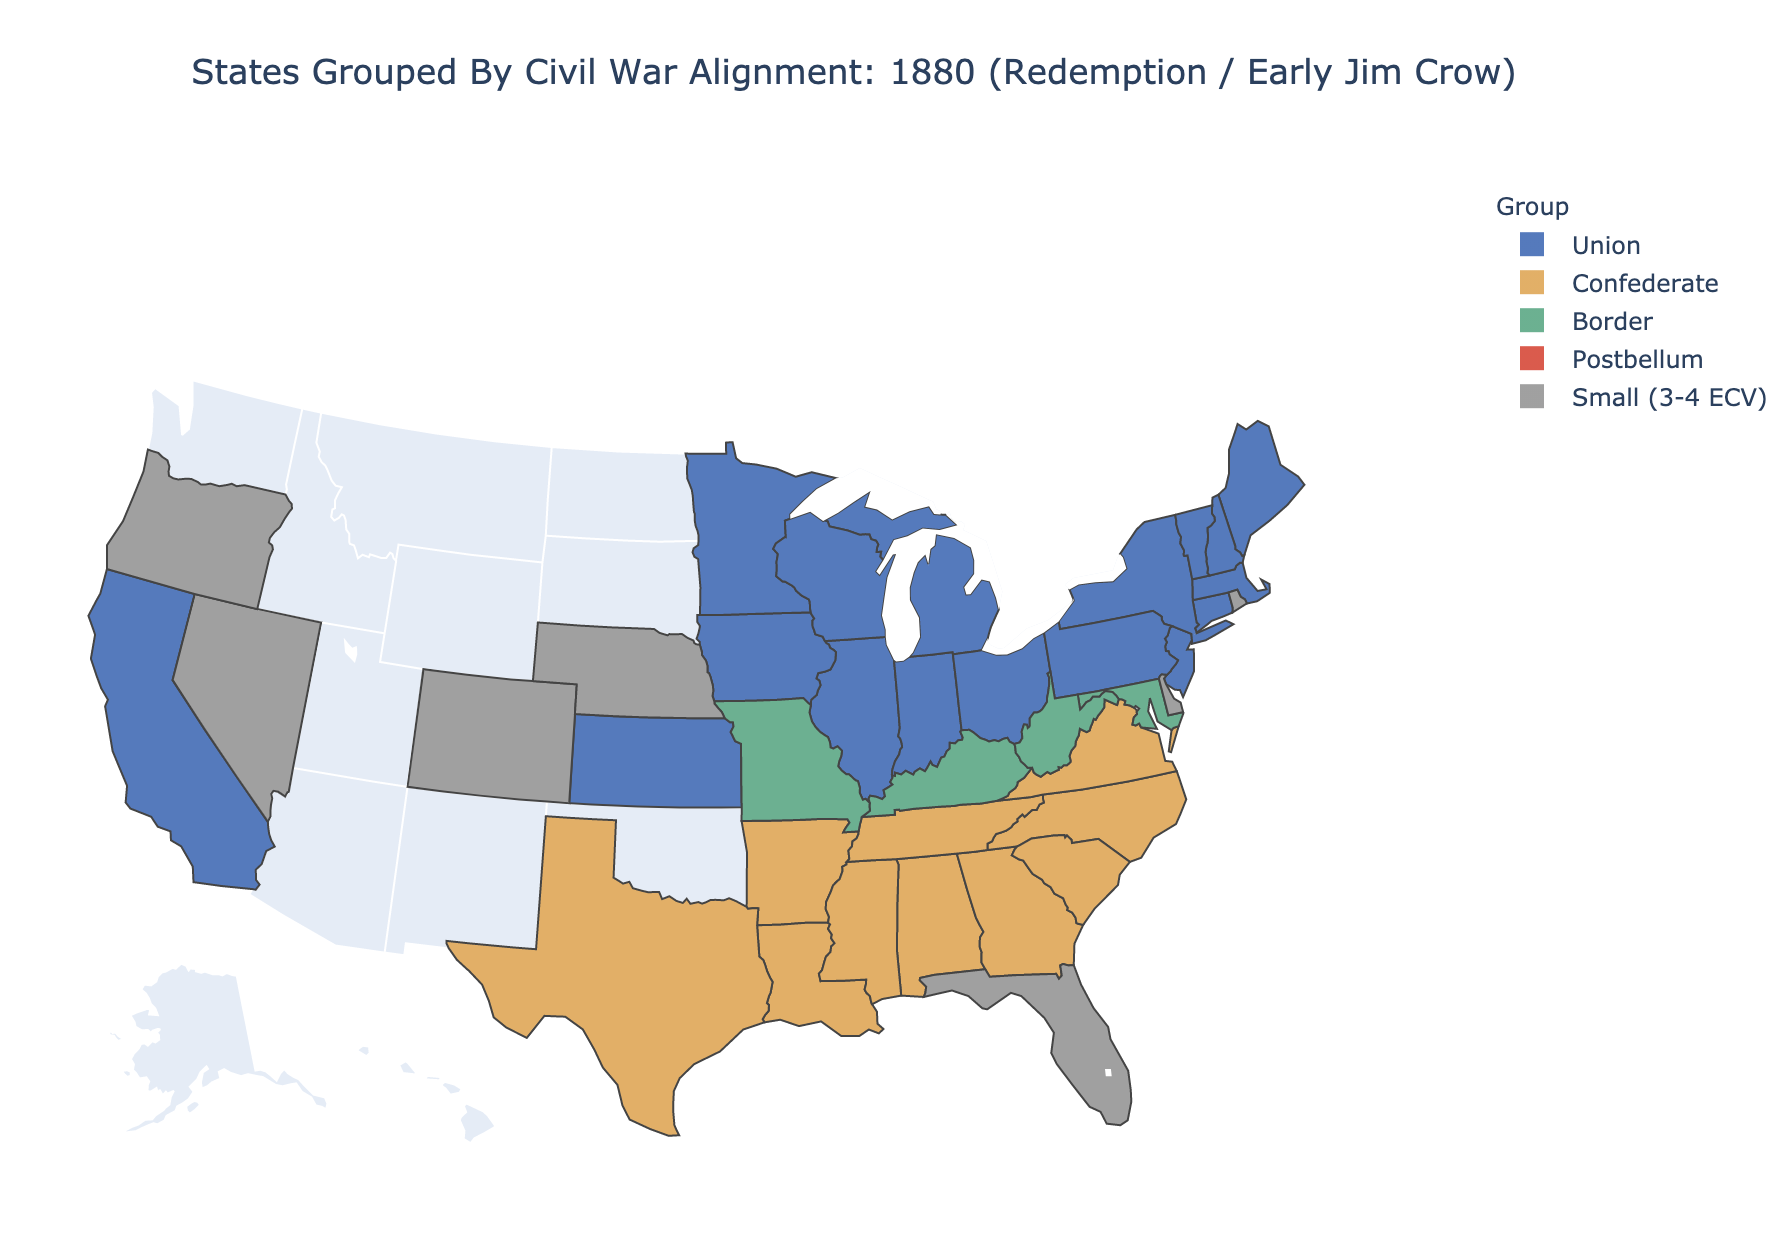 States Grouped By Civil War Alignment: 1880 (Redemption / Early Jim Crow)
Group
Union
Confederate
Border
Postbellum
Small (3-4 ECV)